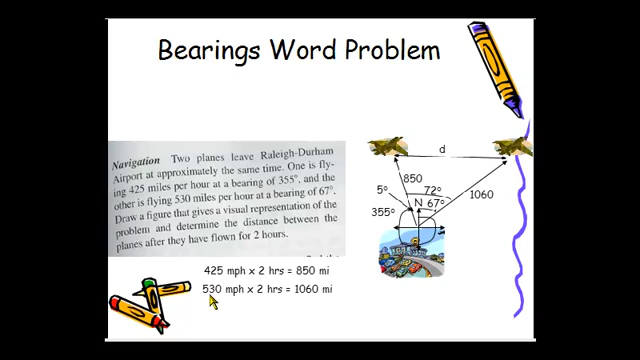 Bearings Word Problem
Navigation Two planes leave Raleigh-Durham
Airport at approximately the same time. One is fly-
ing 425 miles per hour at a bearing of 355°, and the
other is flying 530 miles per hour at a bearing of 67°.
Draw a figure that gives a visual representation of the
problem and determine the distance between the
planes after they have flown for 2 hours.
425 mph x 2 hrs = 850 mi
530 mph x 2 hrs = 1060 mi
d
850
5°
72°
1060
N 67°
355°